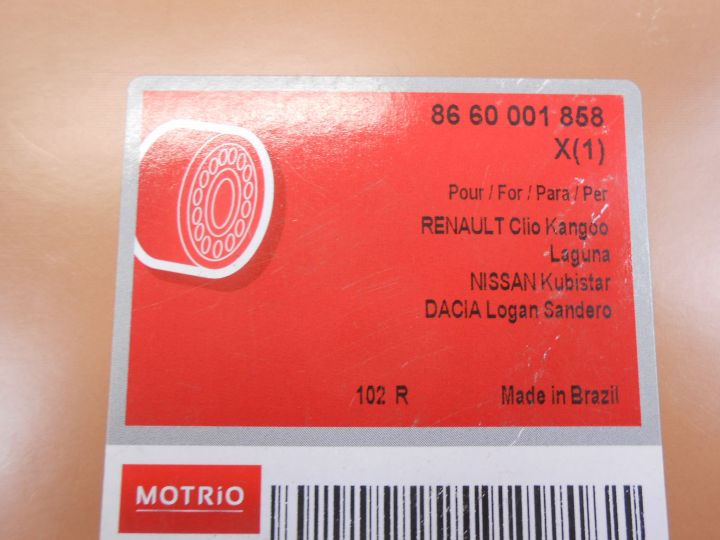 86 60 001 858
X(1)
Pour / For / Para / Per
RENAULT Clio Kangoo
Laguna
NISSAN Kubistar
DACIA Logan Sandero
102 R Made in Brazil
MOTRiO